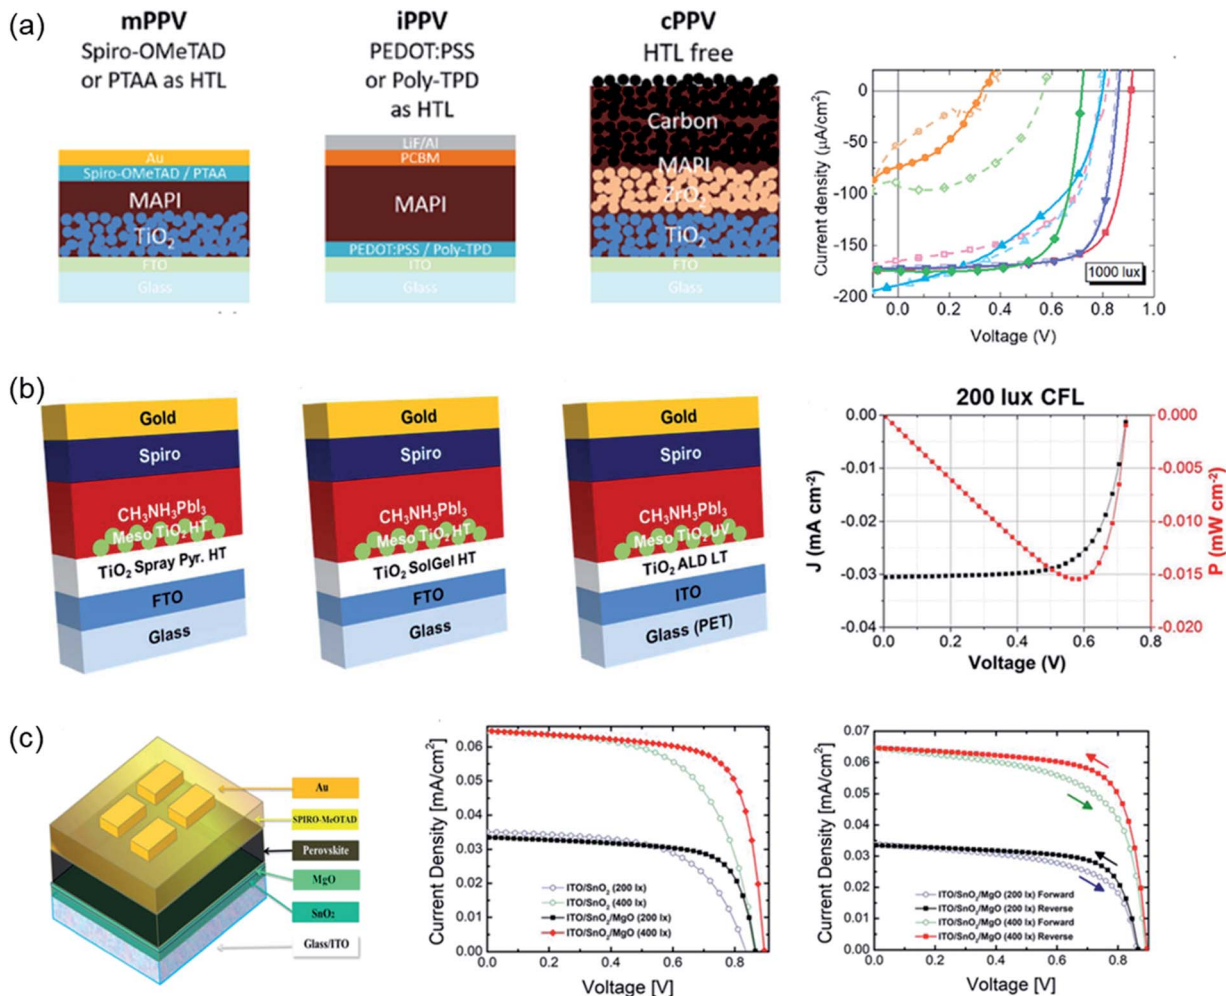 (a)
mPPV
Spiro-OMeTAD
or PTAA as HTL
Au
Spiro-OMeTAD / PTAA
MAPI
TiO₂
FTO
Glass
iPPV
PEDOT:PSS
or Poly-TPD
as HTL
LiF/Al
PCBM
MAPI
PEDOT:PSS / Poly-TPD
ITO
Glass
cPPV
HTL free
Carbon
MAPI
ZrO₂
TiO₂
FTO
Glass
Current density (µA/cm²)
0
-50
-100
-150
-200
1000 lux
0.0 0.2 0.4 0.6 0.8 1.0
Voltage (V)
(b)
Gold
Spiro
CH₃NH₃PbI₃
Meso TiO₂ HT
TiO₂ Spray Pyr. HT
FTO
Glass
Gold
Spiro
CH₃NH₃PbI₃
Meso TiO₂ HT
TiO₂ SolGel HT
FTO
Glass
Gold
Spiro
CH₃NH₃PbI₃
Meso TiO₂ UV
TiO₂ ALD LT
ITO
Glass (PET)
200 lux CFL
J (mA cm⁻²)
0.00
-0.01
-0.02
-0.03
-0.04
0.0 0.2 0.4 0.6 0.8
Voltage (V)
0.000
-0.005
-0.010
-0.015
-0.020
P (mW cm⁻²)
(c)
Au
SPIRO-MeOTAD
Perovskite
MgO
SnO₂
Glass/ITO
Current Density [mA/cm²]
0.06
0.05
0.04
0.03
0.02
0.01
0.00
ITO/SnO₂ (200 lx)
ITO/SnO₂ (400 lx)
ITO/SnO₂/MgO (200 lx)
ITO/SnO₂/MgO (400 lx)
0.0 0.2 0.4 0.6 0.8
Voltage [V]
Current Density [mA/cm²]
0.07
0.06
0.05
0.04
0.03
0.02
0.01
0.00
ITO/SnO₂/MgO (200 lx) Forward
ITO/SnO₂/MgO (200 lx) Reverse
ITO/SnO₂/MgO (400 lx) Forward
ITO/SnO₂/MgO (400 lx) Reverse
0.0 0.2 0.4 0.6 0.8
Voltage [V]